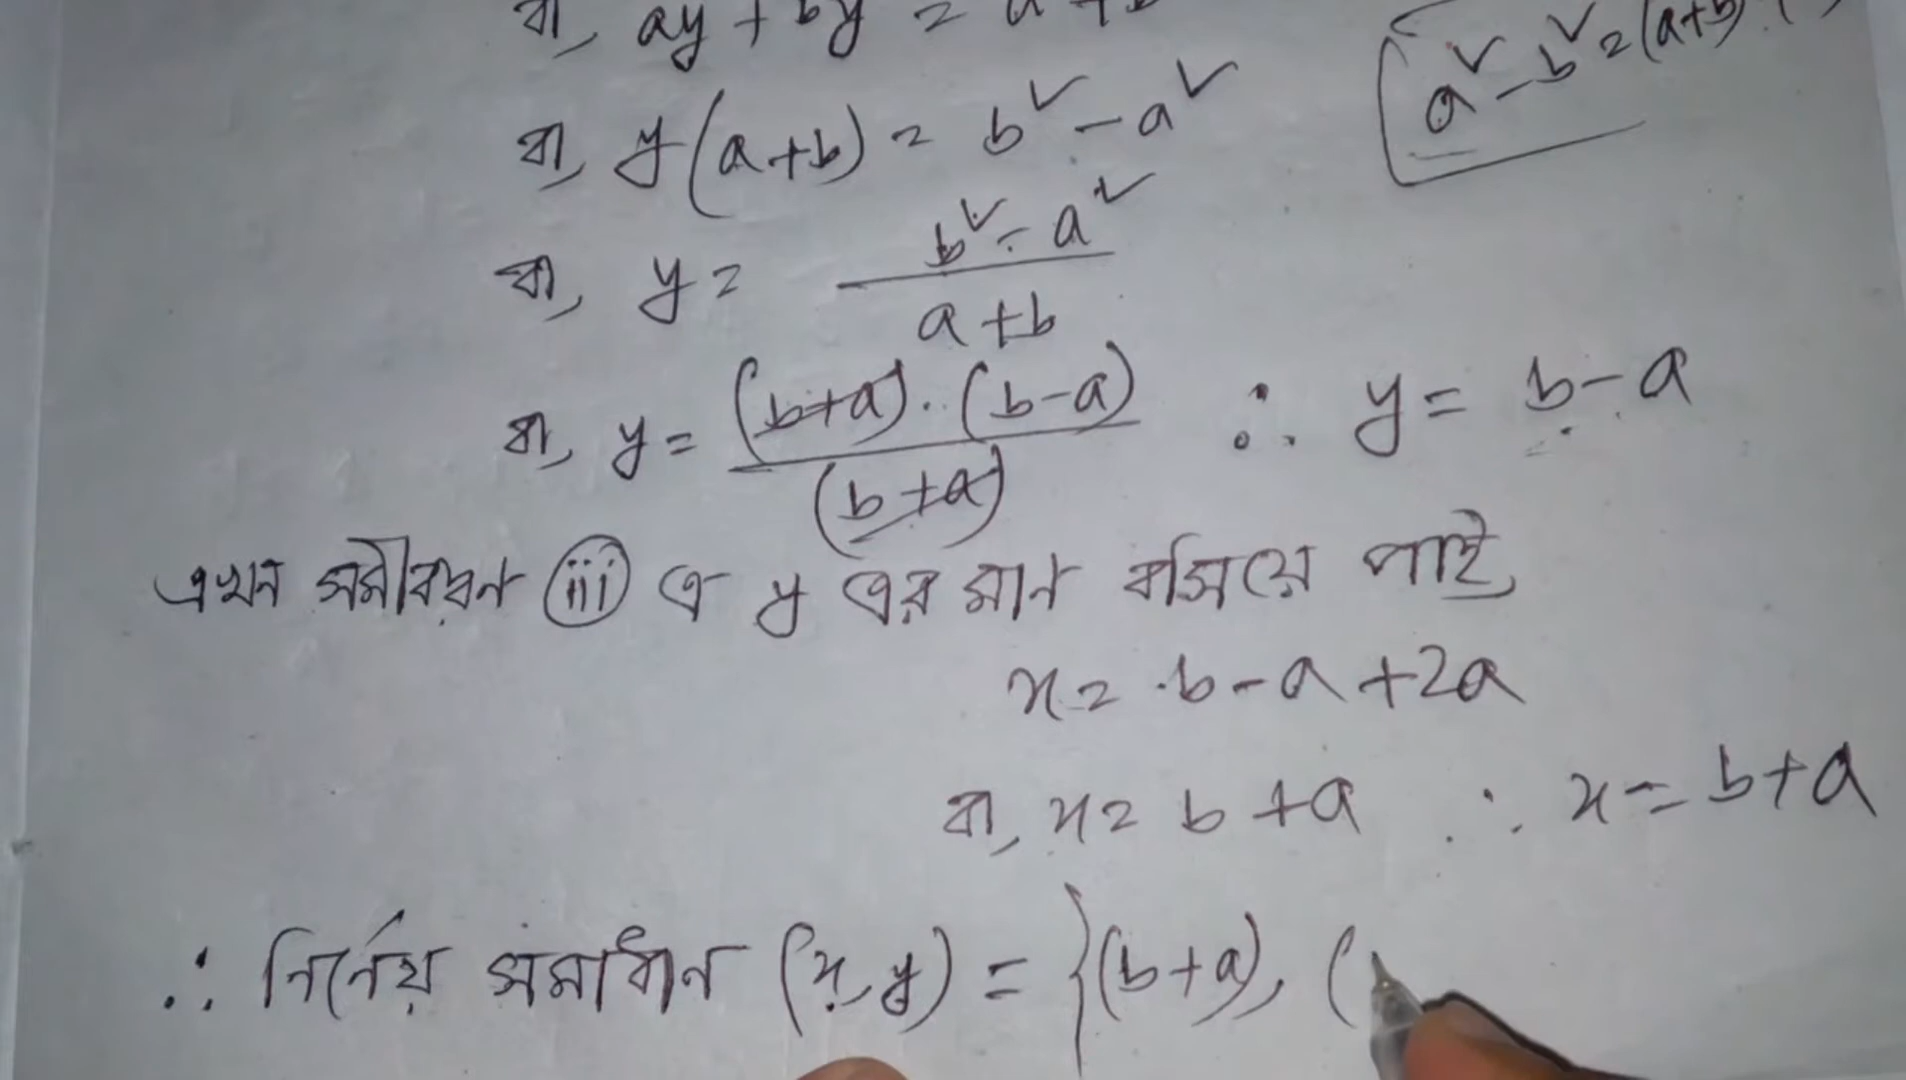 বা, ay + by =
a² - b² = (a+b)
বা, y(a+b) = b² - a²
বা, y = b² - a² / a + b
বা, y = (b+a) · (b-a) / (b+a) ∴ y = b - a
এখন সমীকরণ (iii) এ y এর মান বসিয়ে পাই,
x = b - a + 2a
বা, x = b + a ∴ x = b + a
∴ নির্নেয় সমাধান (x, y) = {(b+a), (